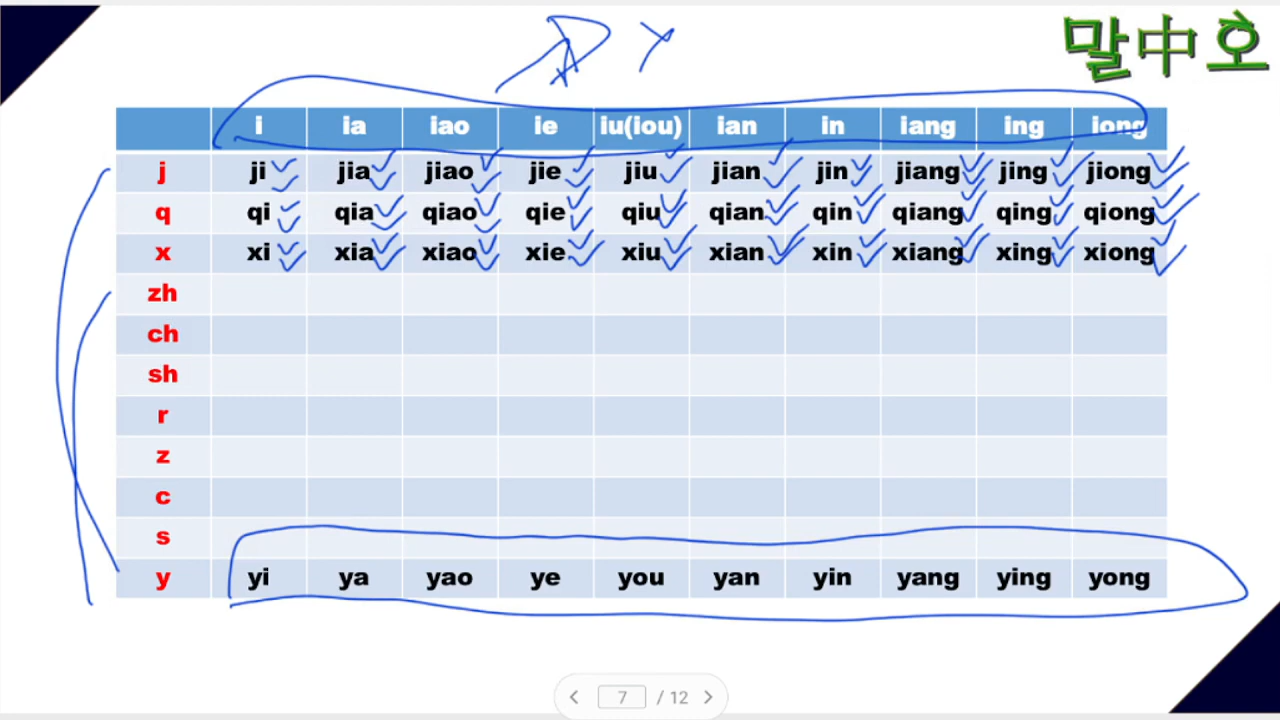 말中호
i ia iao ie iu(iou) ian in iang ing iong
j ji jia jiao jie jiu jian jin jiang jing jiong
q qi qia qiao qie qiu qian qin qiang qing qiong
x xi xia xiao xie xiu xian xin xiang xing xiong
zh
ch
sh
r
z
c
s
y yi ya yao ye you yan yin yang ying yong
7 / 12